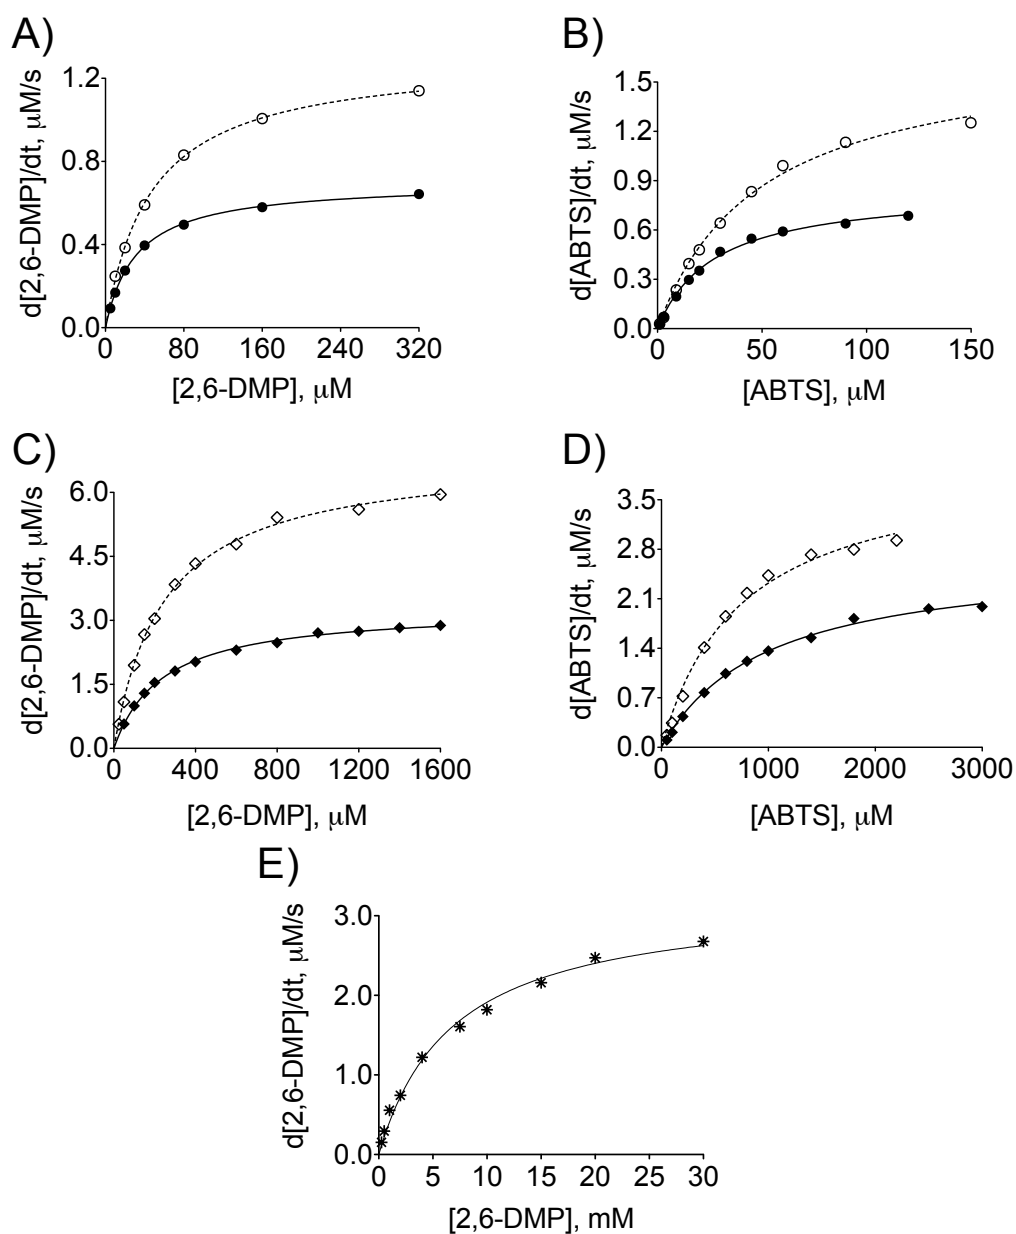 A)
d[2,6-DMP]/dt, μM/s
1.2
0.8
0.4
0.0
0 80 160 240 320
[2,6-DMP], μM
B)
d[ABTS]/dt, μM/s
1.5
1.2
0.9
0.6
0.3
0.0
0 50 100 150
[ABTS], μM
C)
d[2,6-DMP]/dt, μM/s
6.0
4.5
3.0
1.5
0.0
0 400 800 1200 1600
[2,6-DMP], μM
D)
d[ABTS]/dt, μM/s
3.5
2.8
2.1
1.4
0.7
0.0
0 1000 2000 3000
[ABTS], μM
E)
d[2,6-DMP]/dt, μM/s
3.0
2.0
1.0
0.0
0 5 10 15 20 25 30
[2,6-DMP], mM